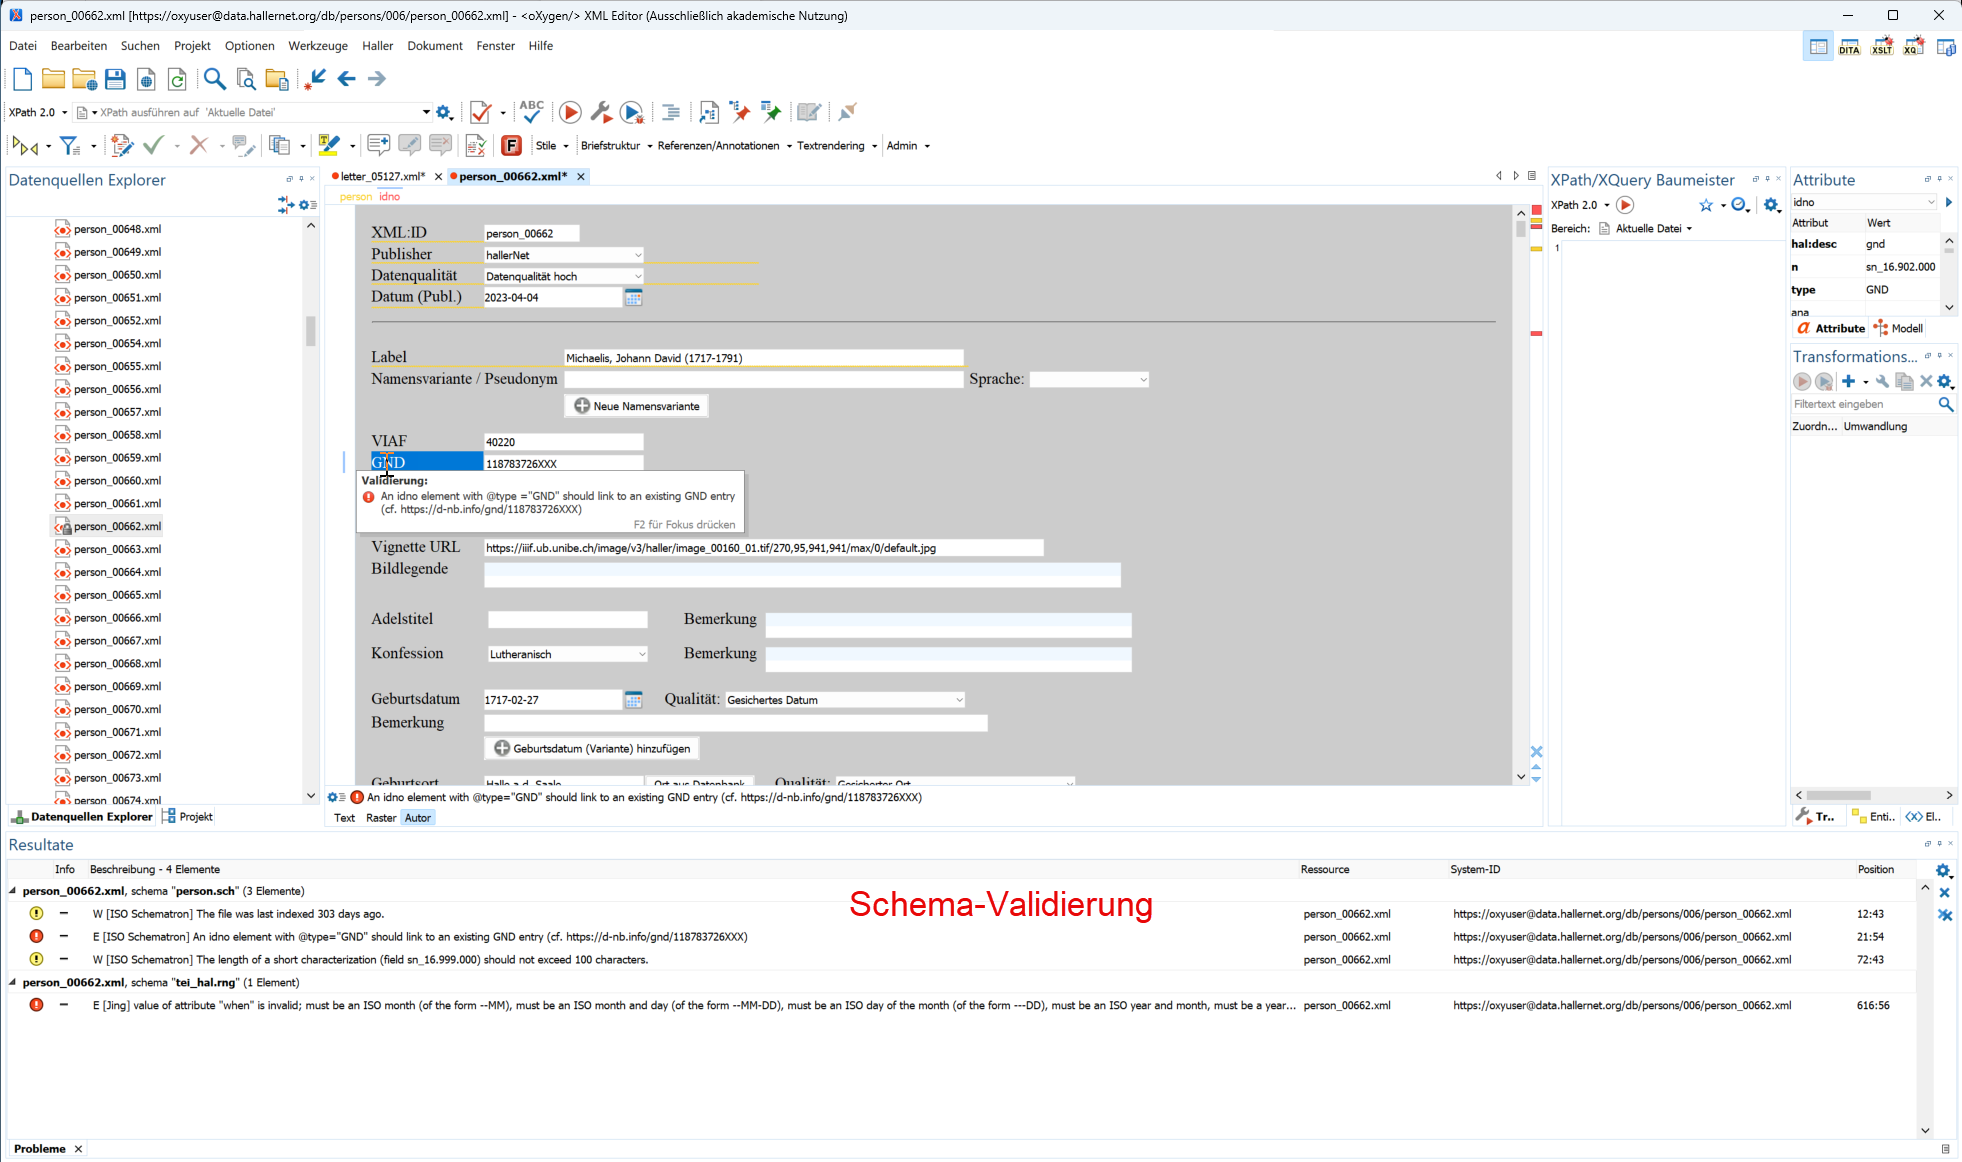 person_00662.xml [https://oxyuser@data.hallernet.org/db/persons/006/person_00662.xml] - <oXygen/> XML Editor (Ausschließlich akademische Nutzung)
Datei Bearbeiten Suchen Projekt Optionen Werkzeuge Haller Dokument Fenster Hilfe
DITA XSLT XQ
XPath 2.0 XPath ausführen auf 'Aktuelle Datei' ABC
F Stile Briefstruktur Referenzen/Annotationen Textrendering Admin
Datenquellen Explorer
person_00648.xml
person_00649.xml
person_00650.xml
person_00651.xml
person_00652.xml
person_00654.xml
person_00655.xml
person_00656.xml
person_00657.xml
person_00658.xml
person_00659.xml
person_00660.xml
person_00661.xml
person_00662.xml
person_00663.xml
person_00664.xml
person_00665.xml
person_00666.xml
person_00667.xml
person_00668.xml
person_00669.xml
person_00670.xml
person_00671.xml
person_00672.xml
person_00673.xml
person_00674.xml
Datenquellen Explorer Projekt
letter_05127.xml* person_00662.xml*
person idno
XML:ID person_00662
Publisher hallerNet
Datenqualität Datenqualität hoch
Datum (Publ.) 2023-04-04
Label Michaelis, Johann David (1717-1791)
Namensvariante / Pseudonym Sprache:
Neue Namensvariante
VIAF 40220
GND 118783726XXX
Validierung:
An idno element with @type ="GND" should link to an existing GND entry
(cf. https://d-nb.info/gnd/118783726XXX)
F2 für Fokus drücken
Vignette URL https://iiif.ub.unibe.ch/image/v3/haller/image_00160_01.tif/270,95,941,941/max/0/default.jpg
Bildlegende
Adelstitel Bemerkung
Konfession Lutheranisch Bemerkung
Geburtsdatum 1717-02-27 Qualität: Gesichertes Datum
Bemerkung
Geburtsdatum (Variante) hinzufügen
Geburtsort Halle a.d. Saale Ort aus Datenbank Qualität: Gesicherter Ort
An idno element with @type="GND" should link to an existing GND entry (cf. https://d-nb.info/gnd/118783726XXX)
Text Raster Autor
XPath/XQuery Baumeister
XPath 2.0
Bereich: Aktuelle Datei
1
Attribute
idno
Attribut Wert
hal:desc gnd
n sn_16.902.000
type GND
ana
Attribute Modell
Transformations...
Filtertext eingeben
Zuordn... Umwandlung
Tr.. Enti.. El..
Resultate
Info Beschreibung - 4 Elemente Ressource System-ID Position
person_00662.xml, schema "person.sch" (3 Elemente)
Schema-Validierung
W [ISO Schematron] The file was last indexed 303 days ago. person_00662.xml https://oxyuser@data.hallernet.org/db/persons/006/person_00662.xml 12:43
E [ISO Schematron] An idno element with @type="GND" should link to an existing GND entry (cf. https://d-nb.info/gnd/118783726XXX) person_00662.xml https://oxyuser@data.hallernet.org/db/persons/006/person_00662.xml 21:54
W [ISO Schematron] The length of a short characterization (field sn_16.999.000) should not exceed 100 characters. person_00662.xml https://oxyuser@data.hallernet.org/db/persons/006/person_00662.xml 72:43
person_00662.xml, schema "tei_hal.rng" (1 Element)
E [Jing] value of attribute "when" is invalid; must be an ISO month (of the form --MM), must be an ISO month and day (of the form --MM-DD), must be an ISO day of the month (of the form ---DD), must be an ISO year and month, must be a year... person_00662.xml https://oxyuser@data.hallernet.org/db/persons/006/person_00662.xml 616:56
Probleme